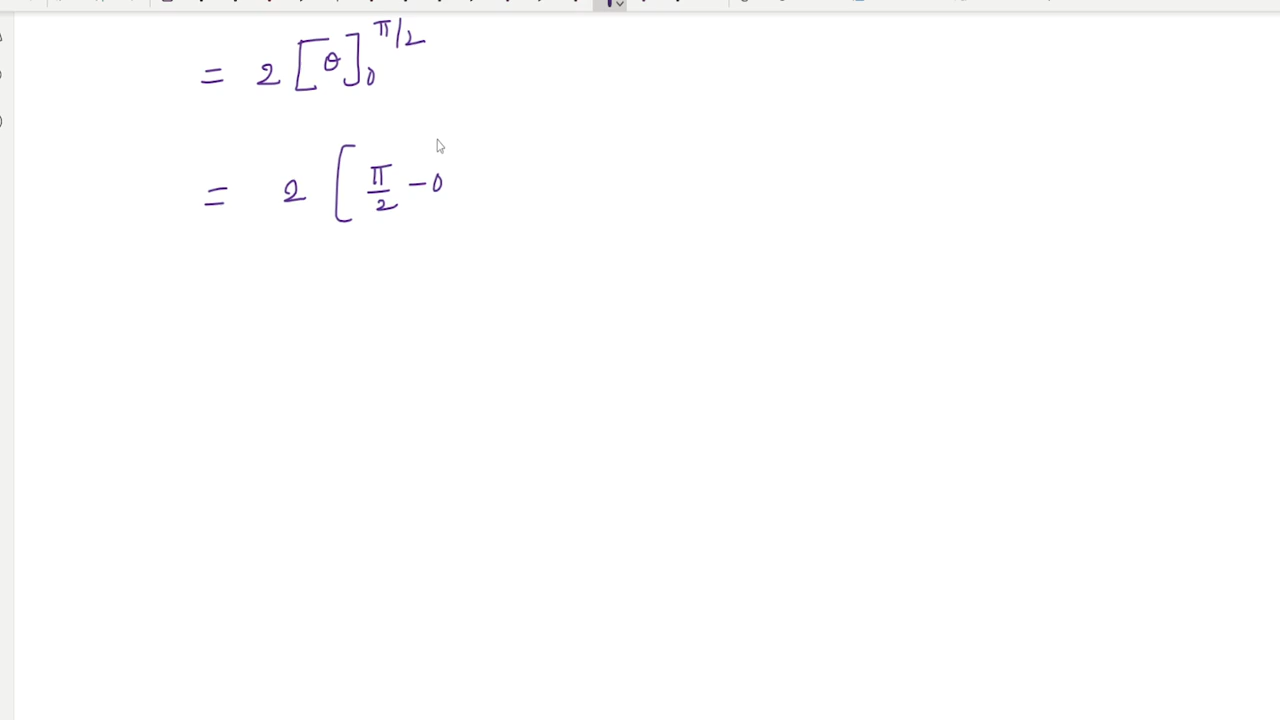 = 2 [θ]₀^π/2
= 2 [ π/2 - 0